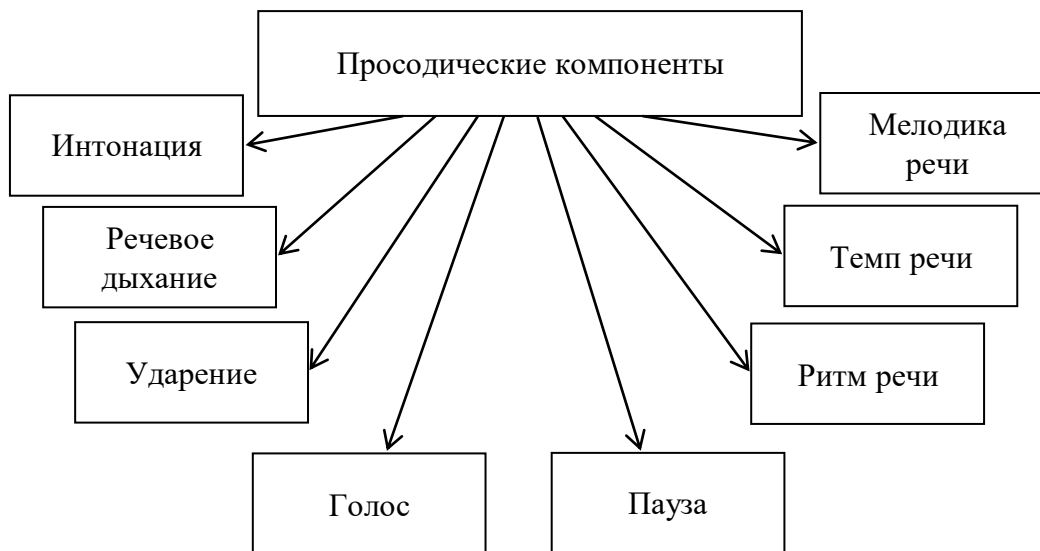 Просодические компоненты
Интонация
Мелодика
речи
Речевое
дыхание
Темп речи
Ударение
Ритм речи
Голос
Пауза